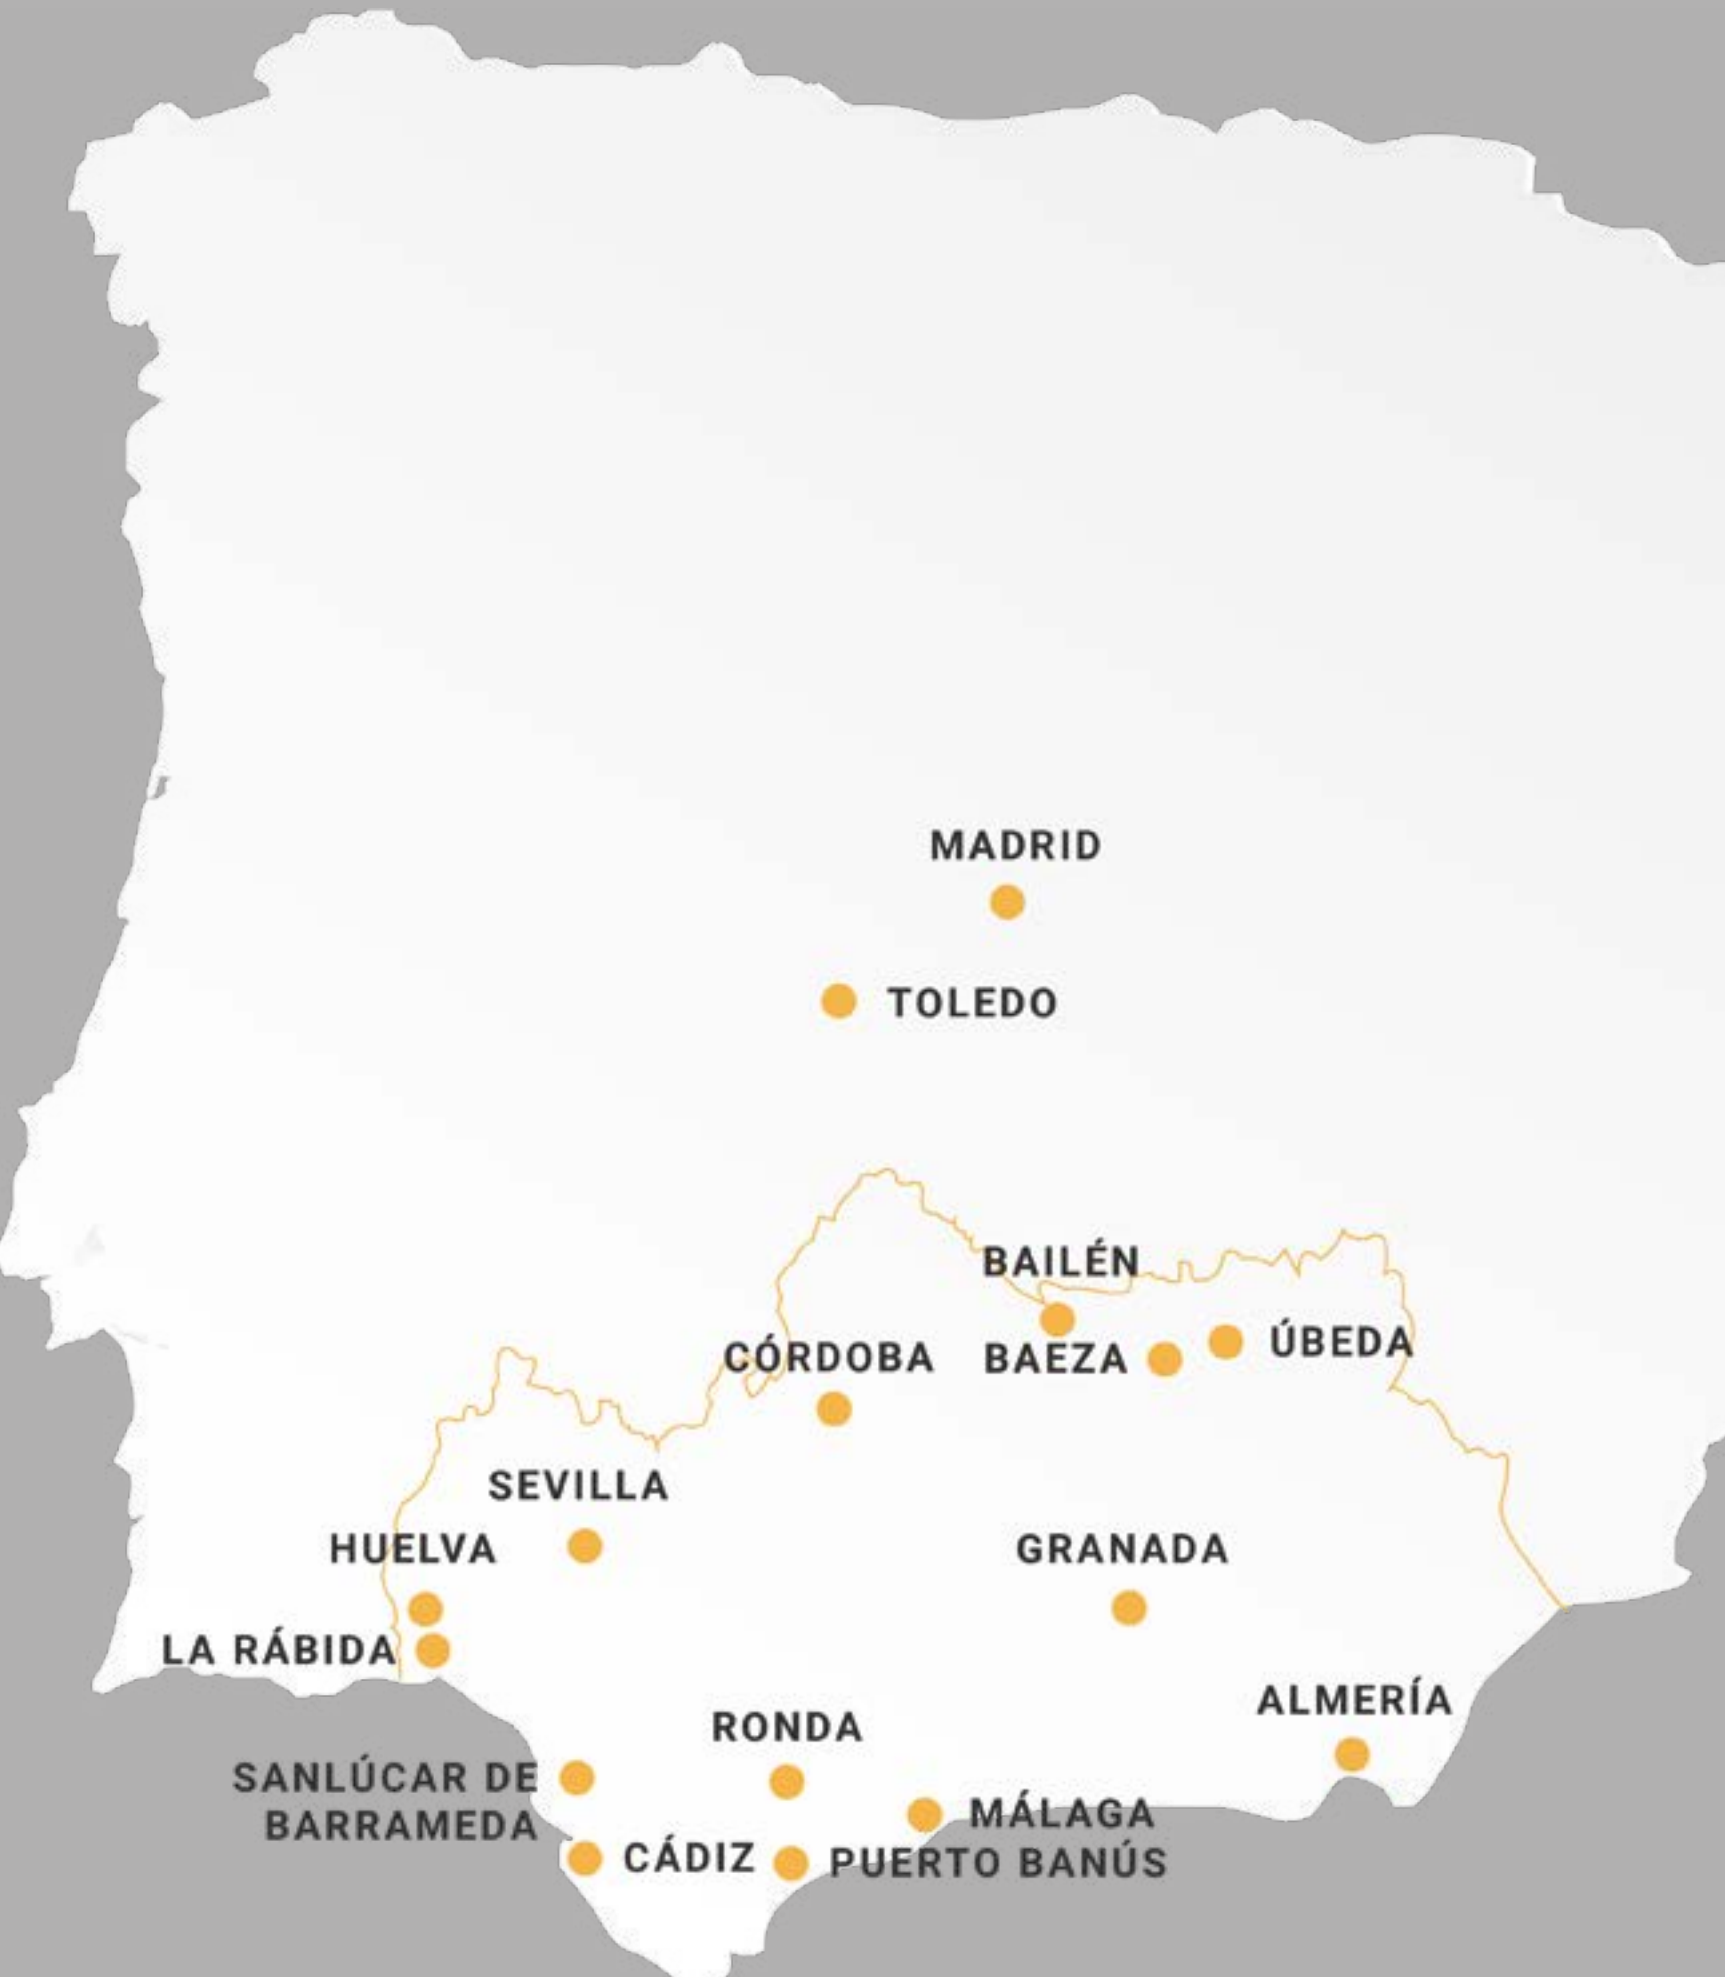 MADRID
TOLEDO
BAILÉN
CÓRDOBA
BAEZA
ÚBEDA
SEVILLA
HUELVA
GRANADA
LA RÁBIDA
ALMERÍA
RONDA
SANLÚCAR DE
BARRAMEDA
MÁLAGA
CÁDIZ
PUERTO BANÚS